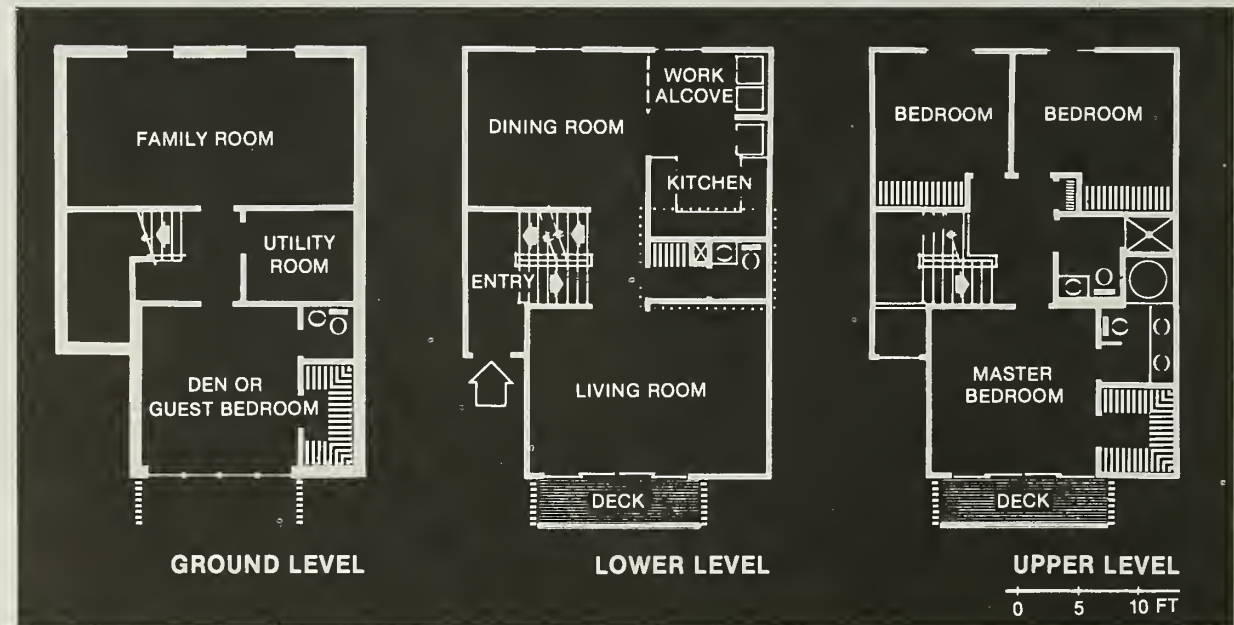 FAMILY ROOM
UTILITY
ROOM
DEN OR
GUEST BEDROOM
GROUND LEVEL
WORK
ALCOVE
DINING ROOM
KITCHEN
ENTRY
LIVING ROOM
DECK
LOWER LEVEL
BEDROOM
BEDROOM
MASTER
BEDROOM
DECK
UPPER LEVEL
0 5 10 FT